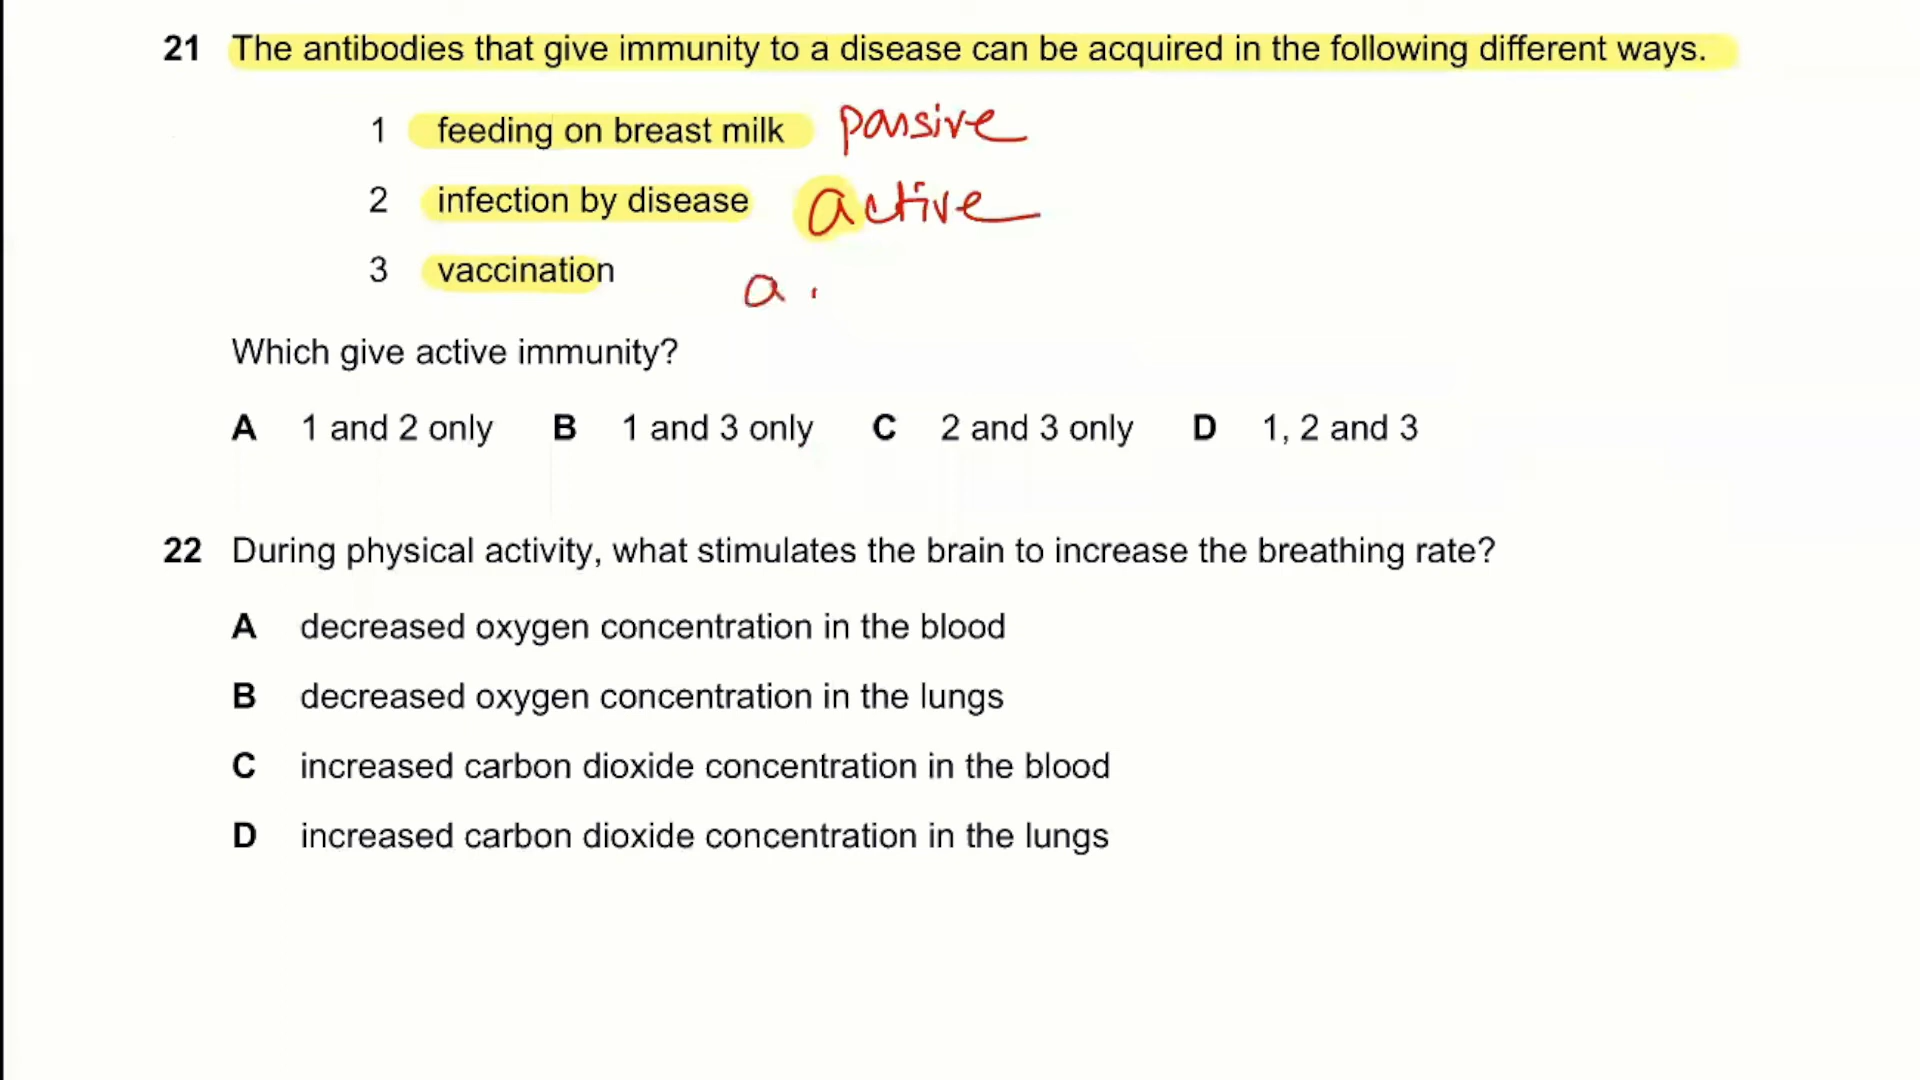 21 The antibodies that give immunity to a disease can be acquired in the following different ways.
1 feeding on breast milk passive
2 infection by disease active
3 vaccination a
Which give active immunity?
A 1 and 2 only B 1 and 3 only C 2 and 3 only D 1, 2 and 3
22 During physical activity, what stimulates the brain to increase the breathing rate?
A decreased oxygen concentration in the blood
B decreased oxygen concentration in the lungs
C increased carbon dioxide concentration in the blood
D increased carbon dioxide concentration in the lungs